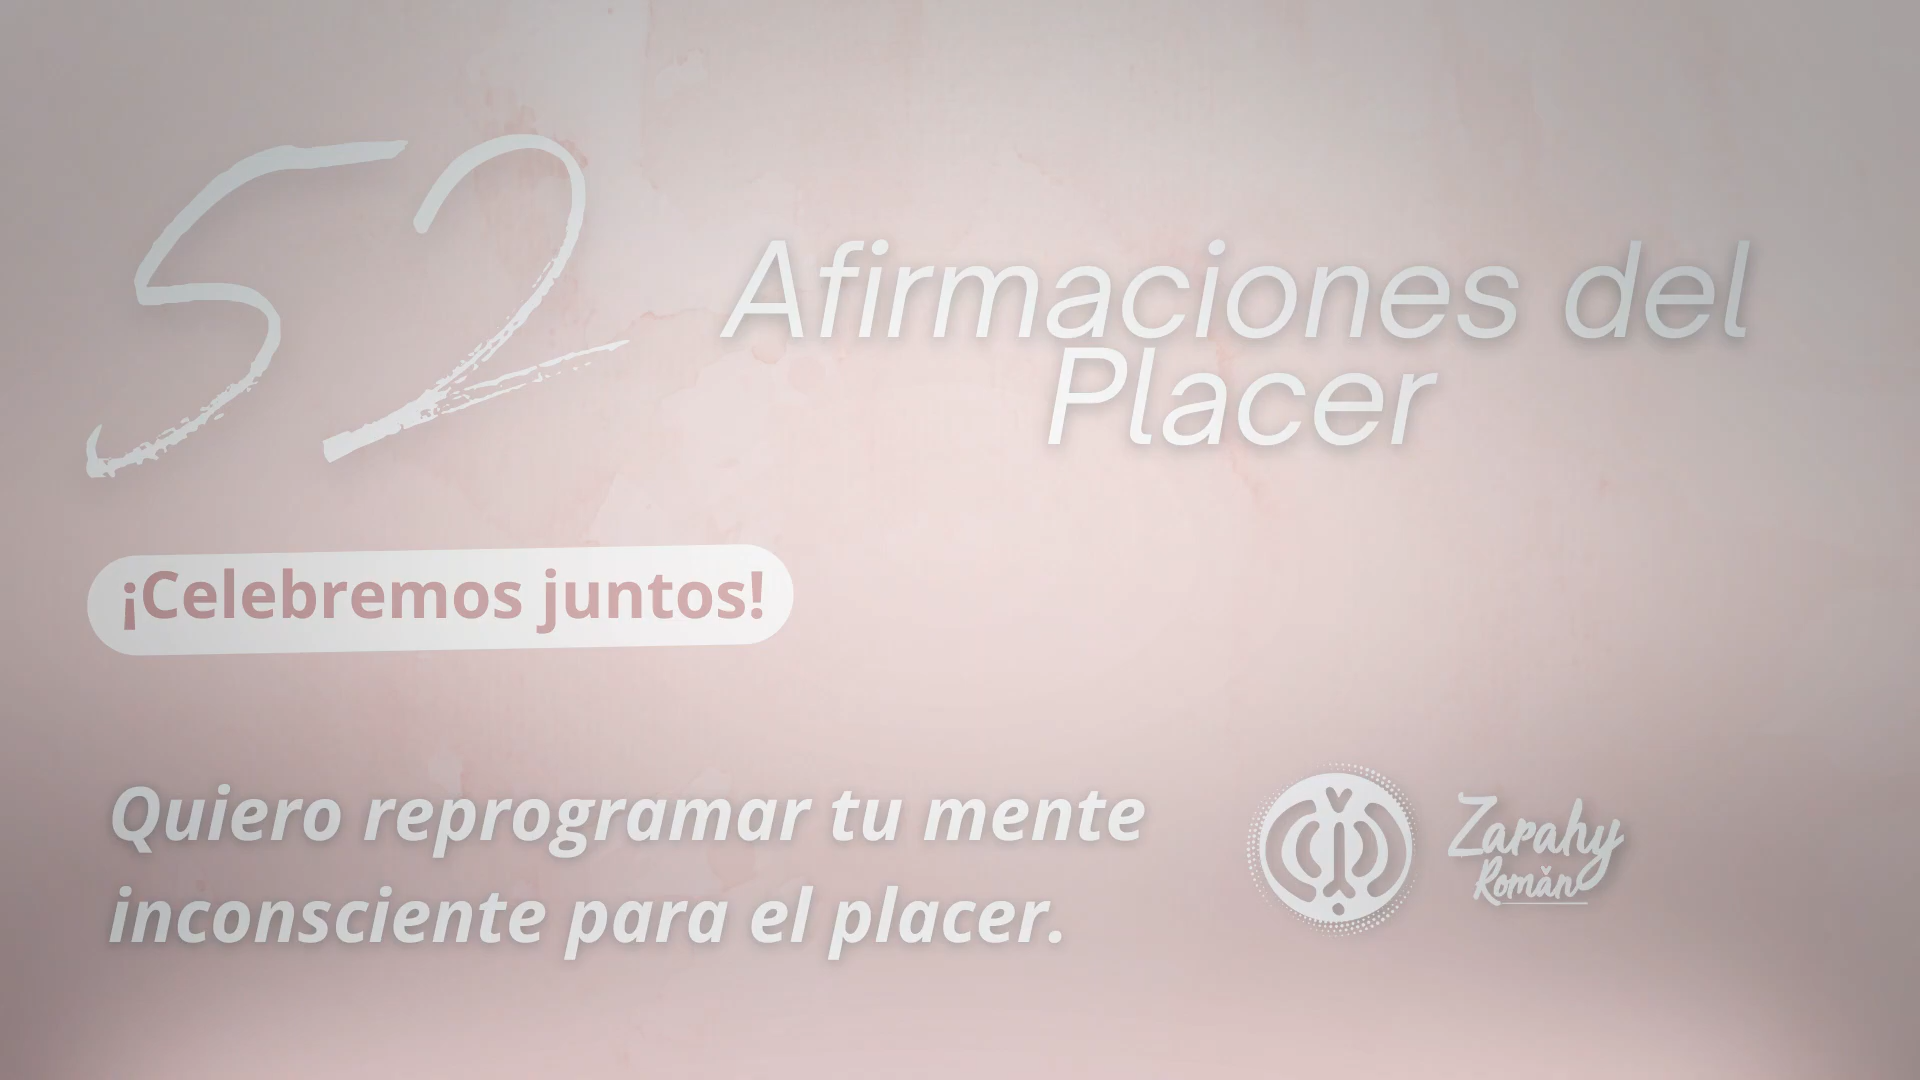 52
Afirmaciones del
Placer
¡Celebremos juntos!
Quiero reprogramar tu mente
inconsciente para el placer.
Zarahy
Román